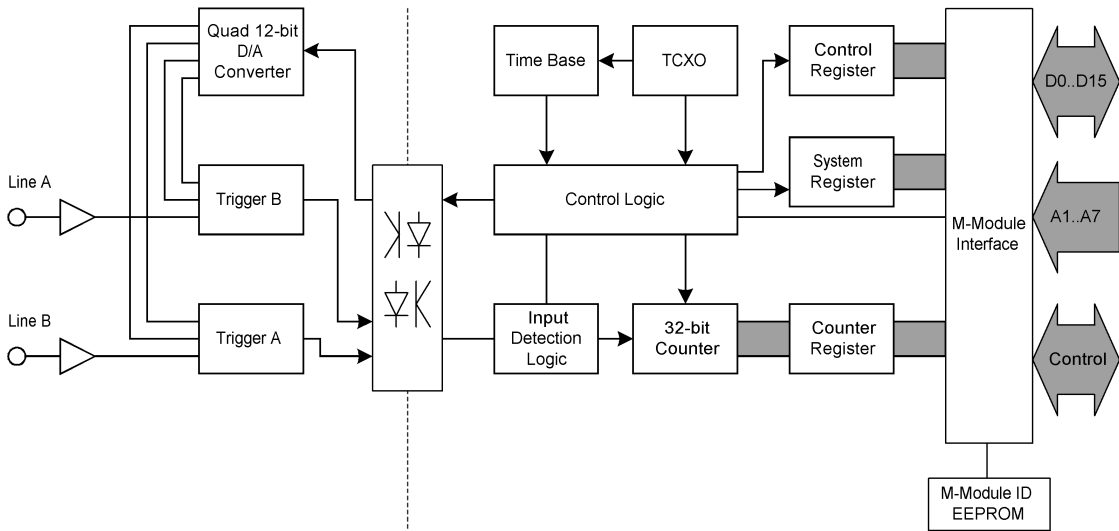 Quad 12-bit
D/A
Converter
Time Base
TCXO
Control
Register
D0..D15
Line A
Trigger B
Control Logic
System
Register
M-Module
Interface
A1..A7
Line B
Trigger A
Input
Detection
Logic
32-bit
Counter
Counter
Register
Control
M-Module ID
EEPROM